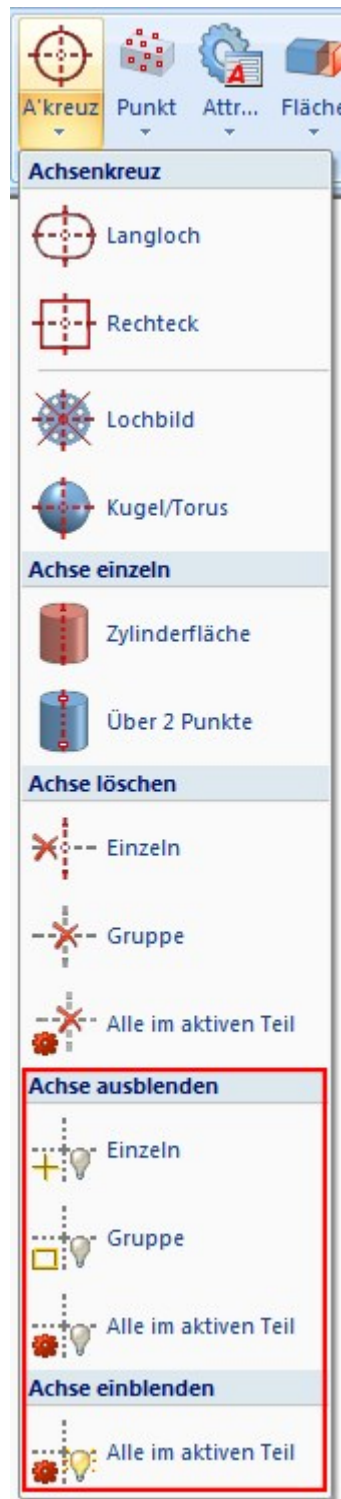 A'kreuz Punkt Attr... Fläche
Achsenkreuz
Langloch
Rechteck
Lochbild
Kugel/Torus
Achse einzeln
Zylinderfläche
Über 2 Punkte
Achse löschen
Einzeln
Gruppe
Alle im aktiven Teil
Achse ausblenden
Einzeln
Gruppe
Alle im aktiven Teil
Achse einblenden
Alle im aktiven Teil